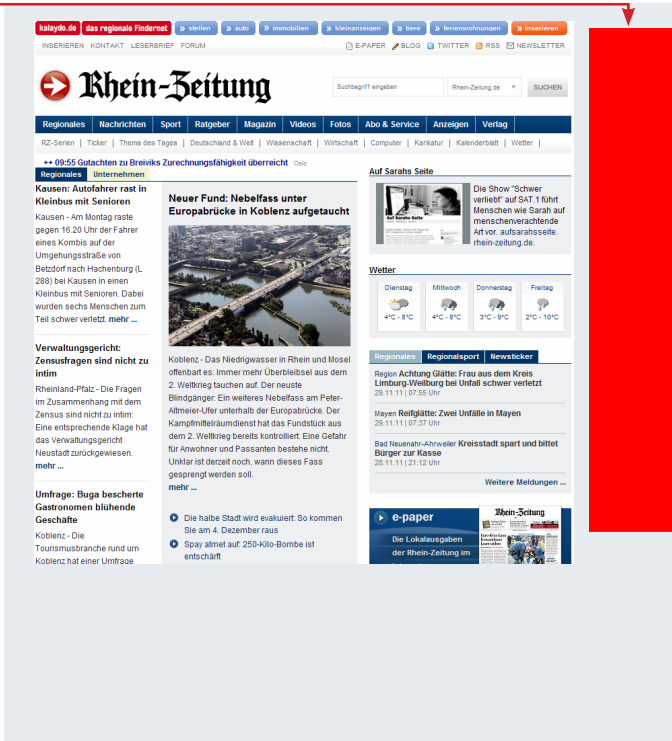 kalaydo.de das regionale Findernet » stellen » auto » immobilien » kleinanzeigen » tiere » ferienwohnungen » inserieren
INSERIEREN KONTAKT LESERBRIEF FORUM E-PAPER BLOG TWITTER RSS NEWSLETTER
Rhein-Zeitung
Suchbegriff eingeben Rhein-Zeitung.de SUCHEN
Regionales Nachrichten Sport Ratgeber Magazin Videos Fotos Abo & Service Anzeigen Verlag
RZ-Serien | Ticker | Thema des Tages | Deutschland & Welt | Wissenschaft | Wirtschaft | Computer | Karikatur | Kalenderblatt | Wetter |
++ 09:55 Gutachten zu Breiviks Zurechnungsfähigkeit überreicht - Oslo
Regionales Unternehmen
Kausen: Autofahrer rast in
Kleinbus mit Senioren
Kausen - Am Montag raste
gegen 16.20 Uhr der Fahrer
eines Kombis auf der
Umgehungsstraße von
Betzdorf nach Hachenburg (L
288) bei Kausen in einen
Kleinbus mit Senioren. Dabei
wurden sechs Menschen zum
Teil schwer verletzt. mehr ...
Verwaltungsgericht:
Zensusfragen sind nicht zu
intim
Rheinland-Pfalz - Die Fragen
im Zusammenhang mit dem
Zensus sind nicht zu intim:
Eine entsprechende Klage hat
das Verwaltungsgericht
Neustadt zurückgewiesen.
mehr ...
Umfrage: Buga bescherte
Gastronomen blühende
Geschäfte
Koblenz - Die
Tourismusbranche rund um
Koblenz hat einer Umfrage
Neuer Fund: Nebelfass unter
Europabrücke in Koblenz aufgetaucht
Koblenz - Das Niedrigwasser in Rhein und Mosel
offenbart es: Immer mehr Überbleibsel aus dem
2. Weltkrieg tauchen auf. Der neuste
Blindgänger: Ein weiteres Nebelfass am Peter-
Altmeier-Ufer unterhalb der Europabrücke. Der
Kampfmittelräumdienst hat das Fundstück aus
dem 2. Weltkrieg bereits kontrolliert. Eine Gefahr
für Anwohner und Passanten bestehe nicht.
Unklar ist derzeit noch, wann dieses Fass
gesprengt werden soll.
mehr ...
Die halbe Stadt wird evakuiert: So kommen
Sie am 4. Dezember raus
Spay atmet auf: 250-Kilo-Bombe ist
entschärft
Auf Sarahs Seite
Auf Sarahs Seite
Die Show "Schwer
verliebt" auf SAT.1 führt
Menschen wie Sarah auf
menschenverachtende
Art vor. aufsarahsseite.
rhein-zeitung.de.
Wetter
Dienstag Mittwoch Donnerstag Freitag
4°C - 8°C 4°C - 8°C 3°C - 9°C 2°C - 10°C
Regionales Regionalsport Newsticker
Region Achtung Glätte: Frau aus dem Kreis
Limburg-Weilburg bei Unfall schwer verletzt
29.11.11 | 07:55 Uhr
Mayen Reifglätte: Zwei Unfälle in Mayen
29.11.11 | 07:37 Uhr
Bad Neuenahr-Ahrweiler Kreisstadt spart und bittet
Bürger zur Kasse
28.11.11 | 21:12 Uhr
Weitere Meldungen ...
e-paper
Die Lokalausgaben
der Rhein-Zeitung im
Rhein-Zeitung